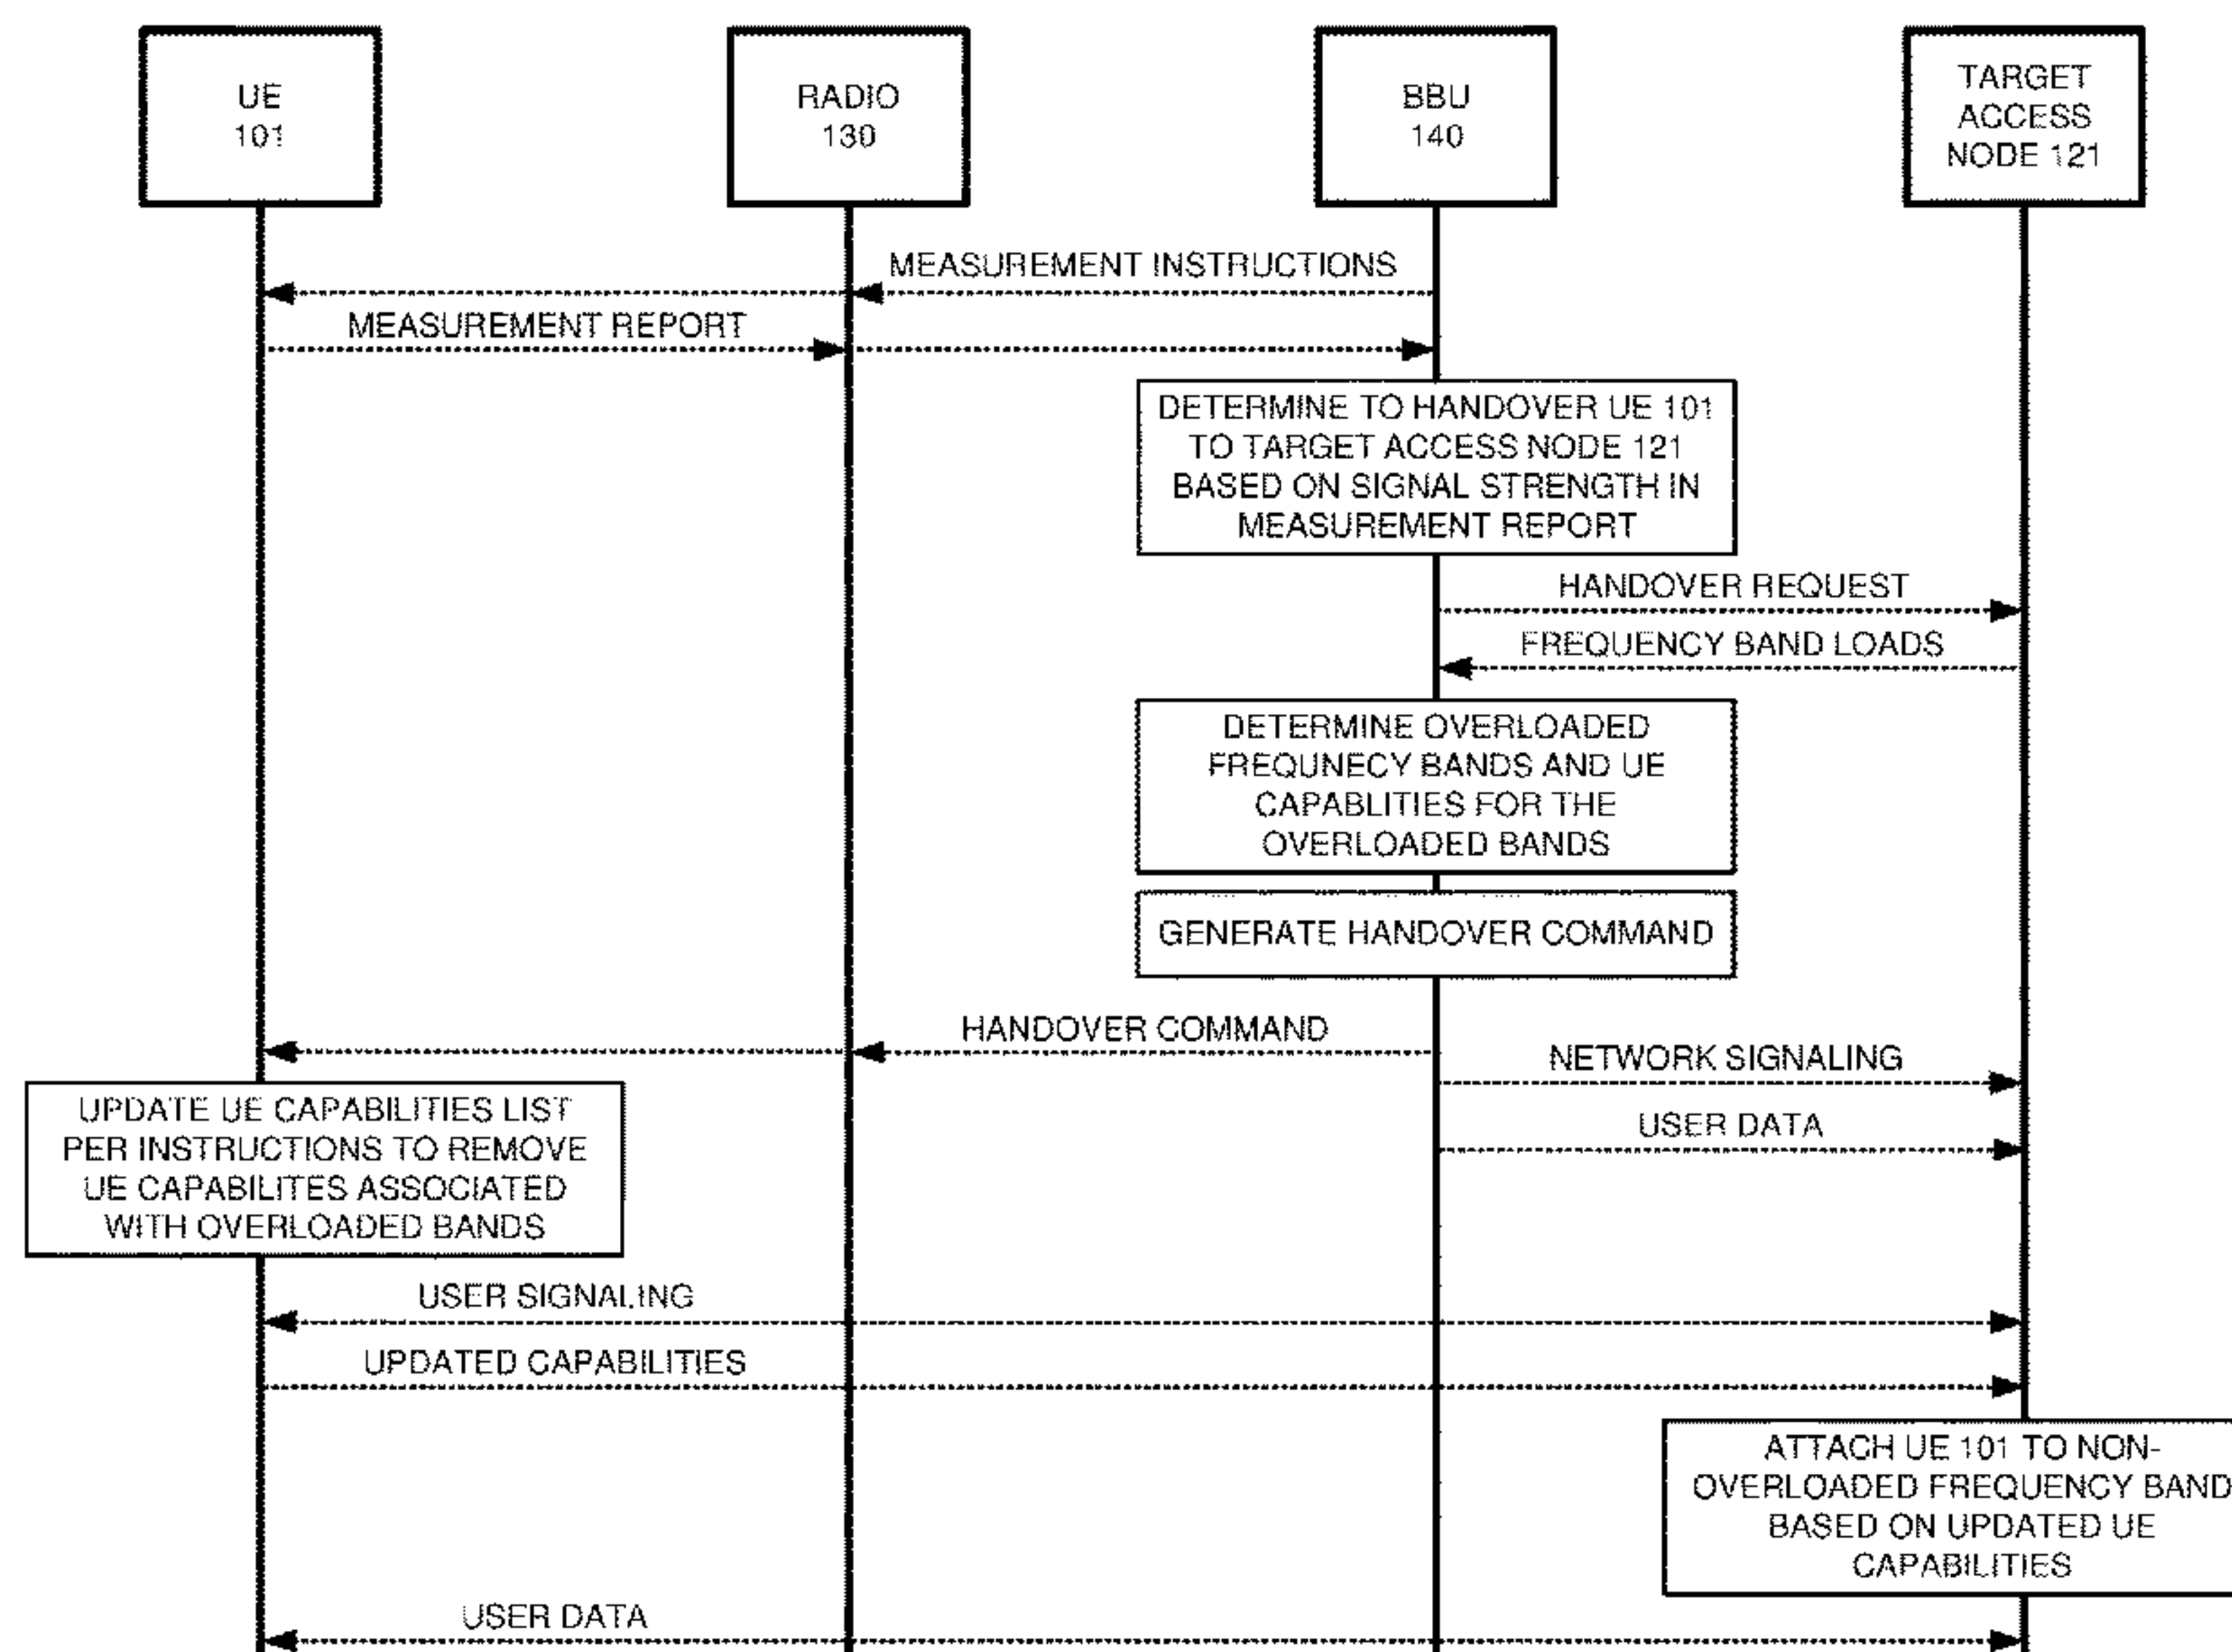 UE
101
RADIO
130
BBU
140
TARGET
ACCESS
NODE 121
MEASUREMENT INSTRUCTIONS
MEASUREMENT REPORT
DETERMINE TO HANDOVER UE 101
TO TARGET ACCESS NODE 121
BASED ON SIGNAL STRENGTH IN
MEASUREMENT REPORT
HANDOVER REQUEST
FREQUENCY BAND LOADS
DETERMINE OVERLOADED
FREQUNECY BANDS AND UE
CAPABLITIES FOR THE
OVERLOADED BANDS
GENERATE HANDOVER COMMAND
HANDOVER COMMAND
NETWORK SIGNALING
USER DATA
UPDATE UE CAPABILITIES LIST
PER INSTRUCTIONS TO REMOVE
UE CAPABILITES ASSOCIATED
WITH OVERLOADED BANDS
USER SIGNALING
UPDATED CAPABILITIES
ATTACH UE 101 TO NON-
OVERLOADED FREQUENCY BAND
BASED ON UPDATED UE
CAPABILITIES
USER DATA